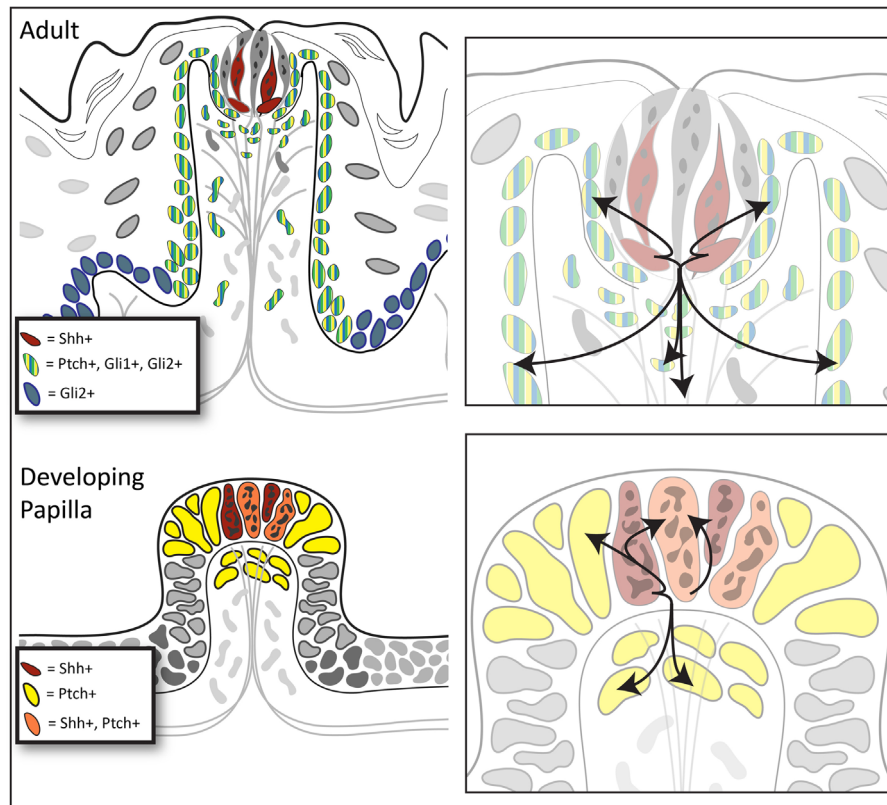 Adult
= Shh+
= Ptch+, Gli1+, Gli2+
= Gli2+
Developing
Papilla
= Shh+
= Ptch+
= Shh+, Ptch+